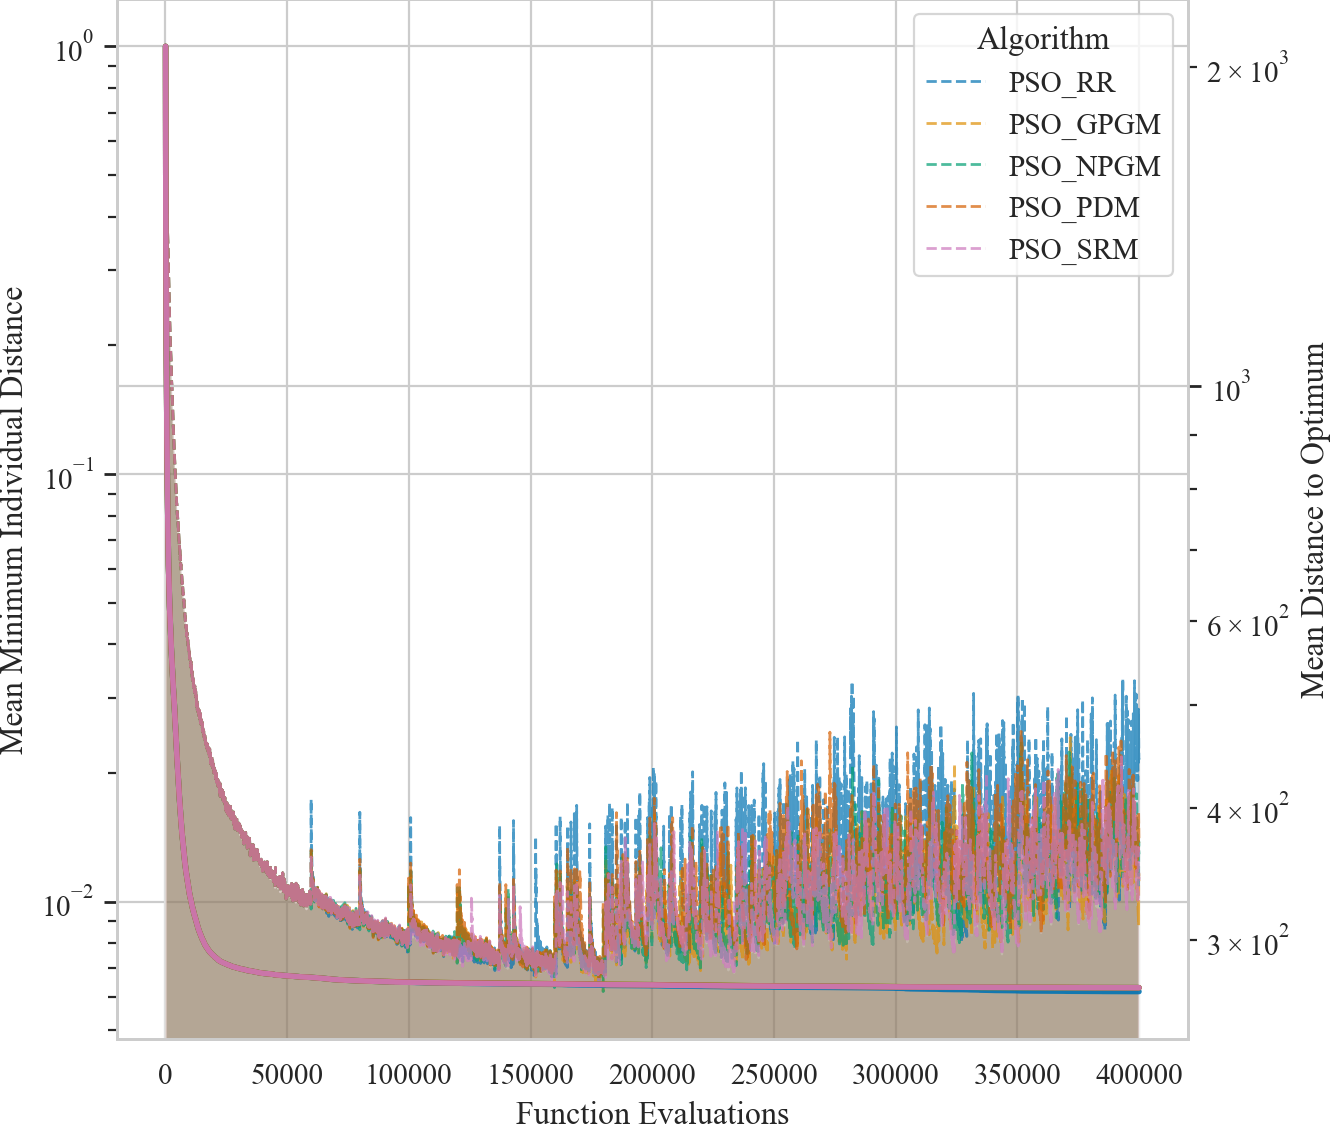 Algorithm
PSO_RR
PSO_GPGM
PSO_NPGM
PSO_PDM
PSO_SRM
Mean Minimum Individual Distance
10^0
10^−1
10^−2
Mean Distance to Optimum
2 × 10^3
10^3
6 × 10^2
4 × 10^2
3 × 10^2
0 50000 100000 150000 200000 250000 300000 350000 400000
Function Evaluations